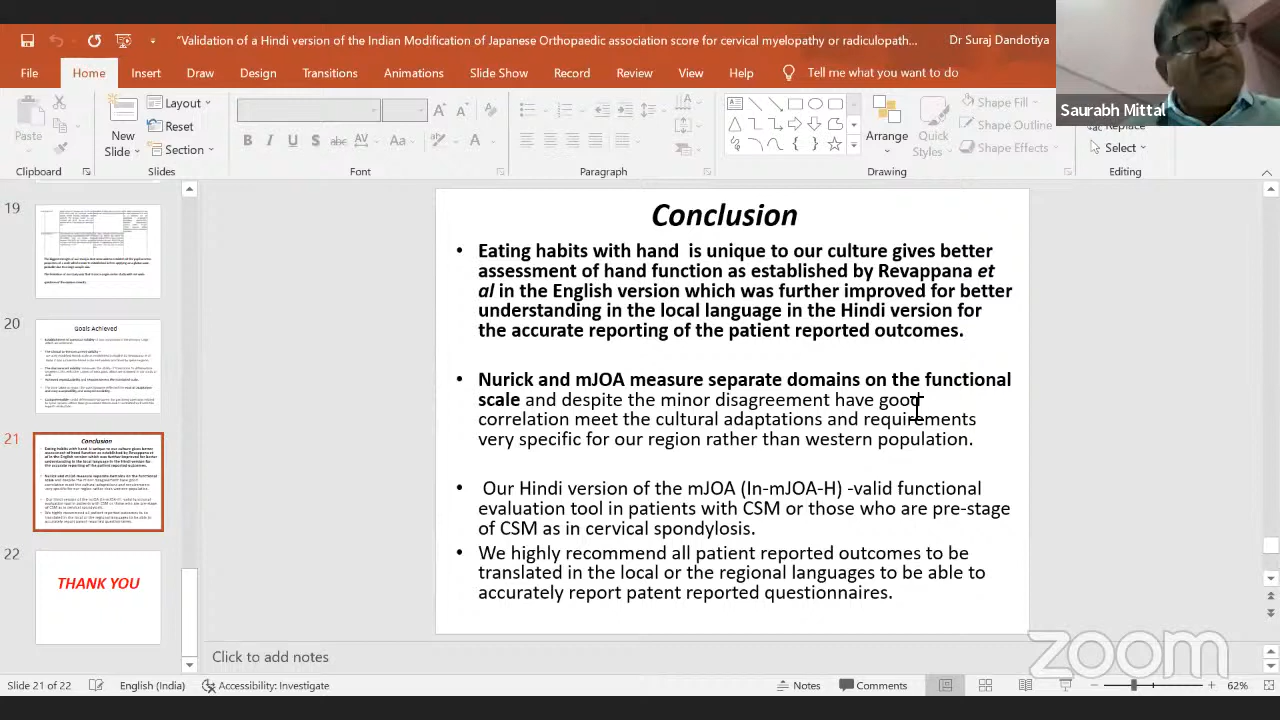 "Validation of a Hindi version of the Indian Modification of Japanese Orthopaedic association score for cervical myelopathy or radiculopath...
Dr Suraj Dandotiya
File Home Insert Draw Design Transitions Animations Slide Show Record Review View Help Tell me what you want to do
Saurabh Mittal
Paste
Clipboard
New
Slide
Layout
Reset
Section
Slides
Font
Paragraph
Arrange
Quick
Styles
Shape Fill
Shape Outline
Shape Effects
Drawing
Replace
Select
Editing
19
20
Goals Achieved
21
Conclusion
22
THANK YOU
Conclusion
• Eating habits with hand is unique to our culture gives better
assessment of hand function as established by Revappana et
al in the English version which was further improved for better
understanding in the local language in the Hindi version for
the accurate reporting of the patient reported outcomes.
• Nurick and mJOA measure separate domains on the functional
scale and despite the minor disagreement have good
correlation meet the cultural adaptations and requirements
very specific for our region rather than western population.
• Our Hindi version of the mJOA (In-mJOA-H) -valid functional
evaluation tool in patients with CSM or those who are pre-stage
of CSM as in cervical spondylosis.
• We highly recommend all patient reported outcomes to be
translated in the local or the regional languages to be able to
accurately report patent reported questionnaires.
Click to add notes
zoom
Slide 21 of 22 English (India) Accessibility: Investigate Notes Comments 62%